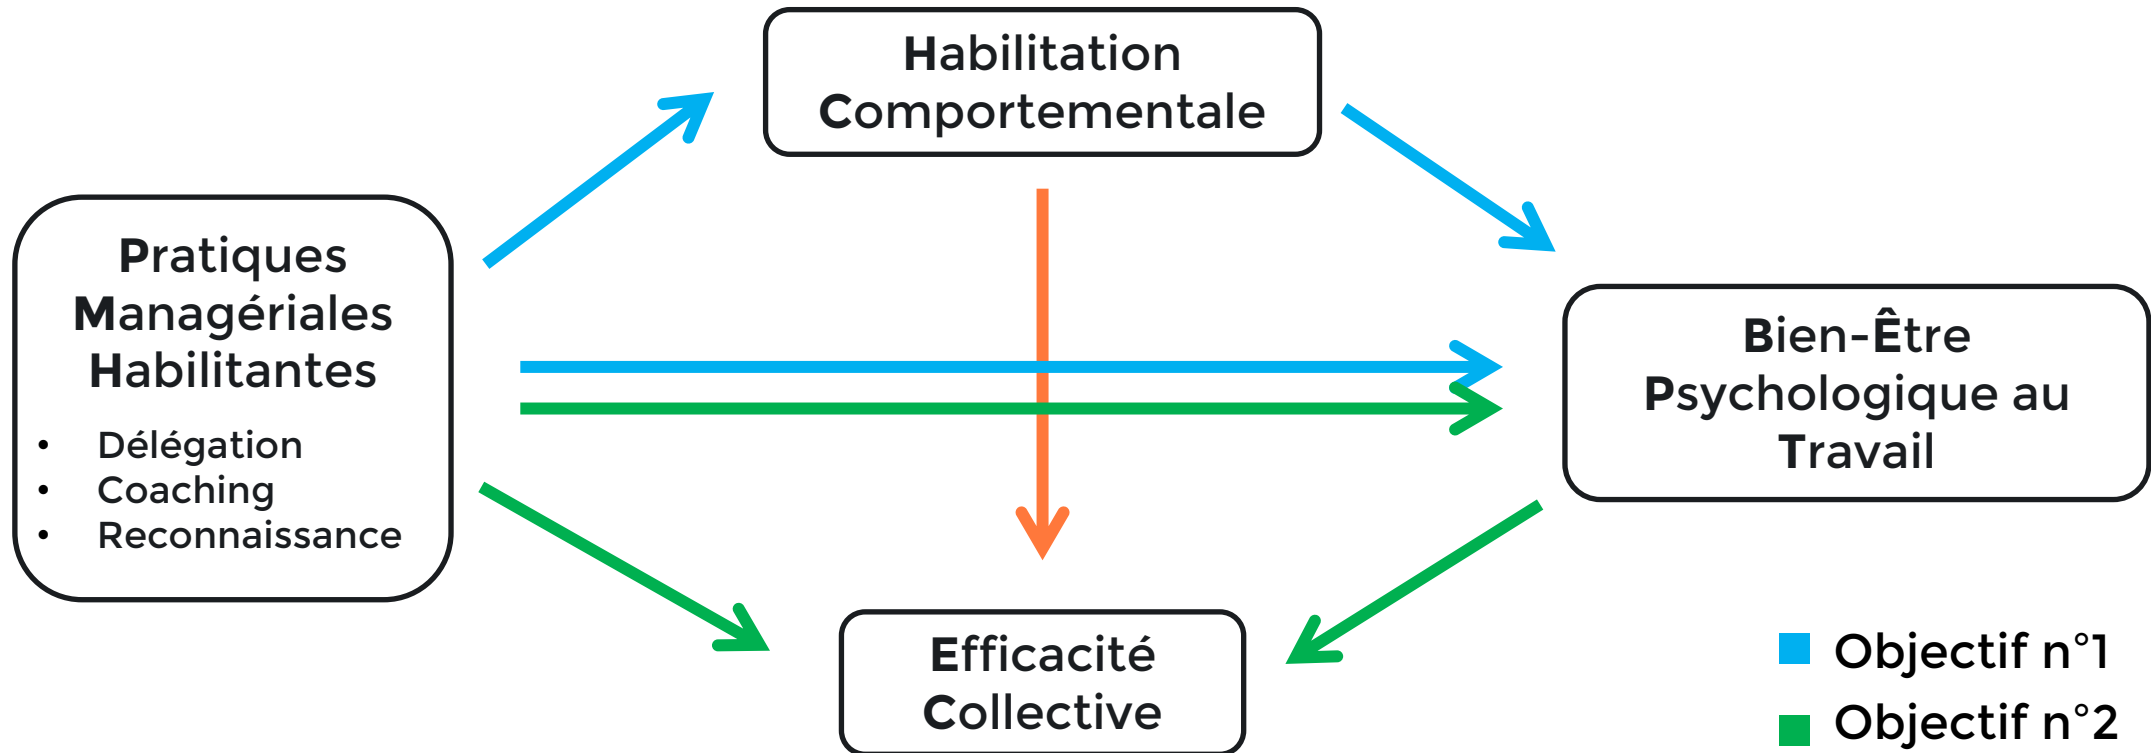 Habilitation
Comportementale
Pratiques
Managériales
Habilitantes
• Délégation
• Coaching
• Reconnaissance
Bien-Être
Psychologique au
Travail
Efficacité
Collective
Objectif n°1
Objectif n°2